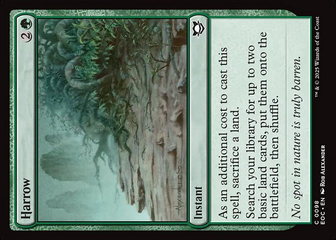 Harrow
2
Instant
As an additional cost to cast this
spell, sacrifice a land.
Search your library for up to two
basic land cards, put them onto the
battlefield, then shuffle.
No spot in nature is truly barren.
C 0098
EOC • EN Rob Alexander
™ & © 2025 Wizards of the Coast